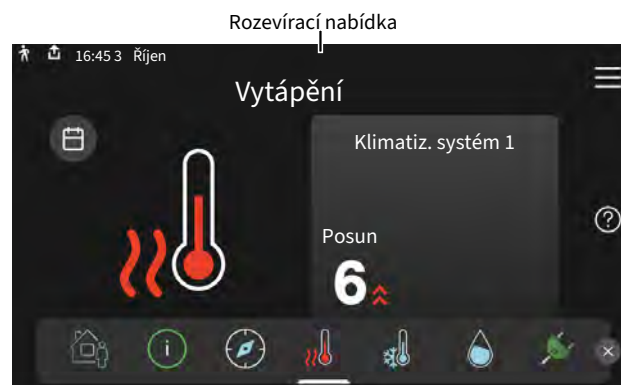 Rozevírací nabídka
16:45 3 Říjen
Vytápění
Klimatiz. systém 1
Posun
6